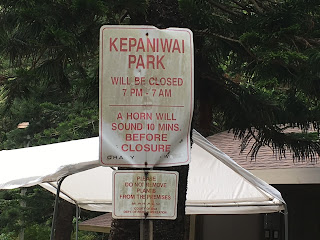 KEPANIWAI
PARK
WILL BE CLOSED
7 PM - 7 AM
A HORN WILL
SOUND 10 MINS.
BEFORE
CLOSURE
PLEASE
DO NOT REMOVE
PLANTS
FROM THE PREMISES